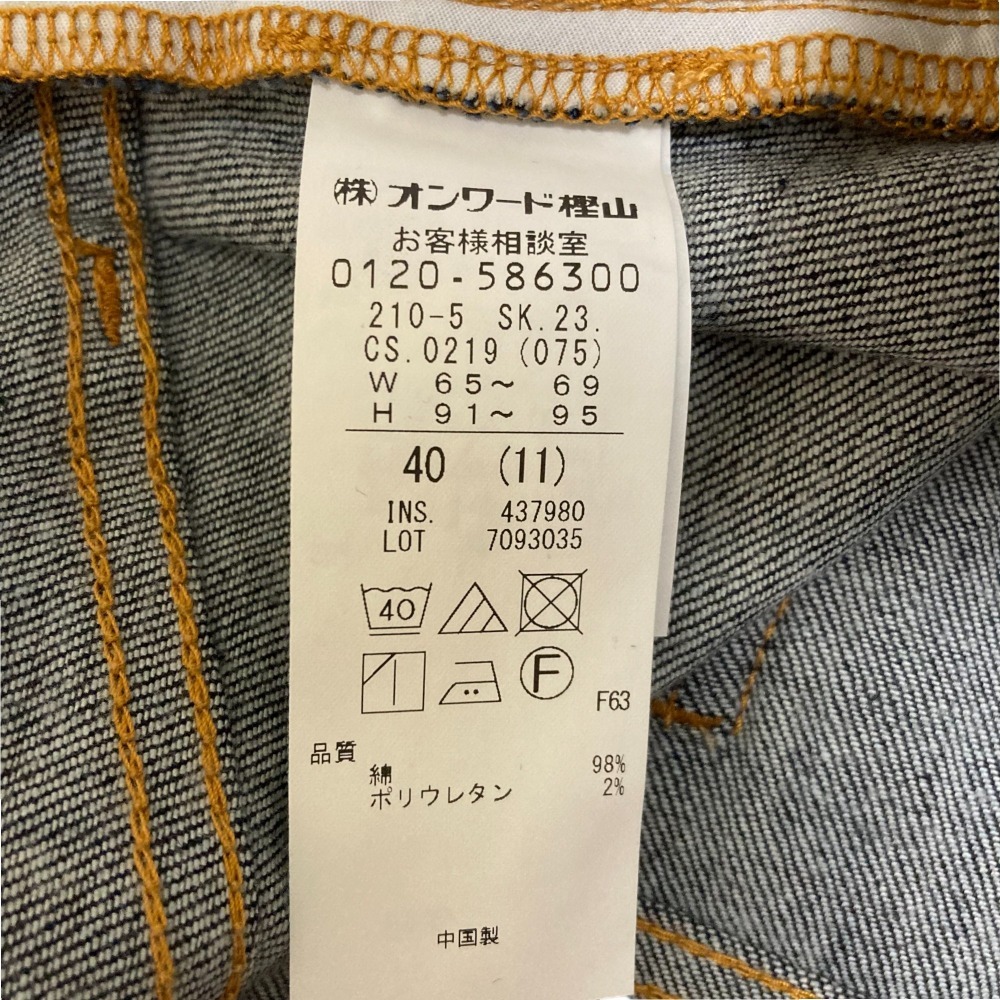 (株)オンワード樫山
お客様相談室
0120-586300
210-5 SK.23.
CS.0219 (075)
W 65〜 69
H 91〜 95
40 (11)
INS. 437980
LOT 7093035
40
F
F63
品質
綿 98%
ポリウレタン 2%
中国製